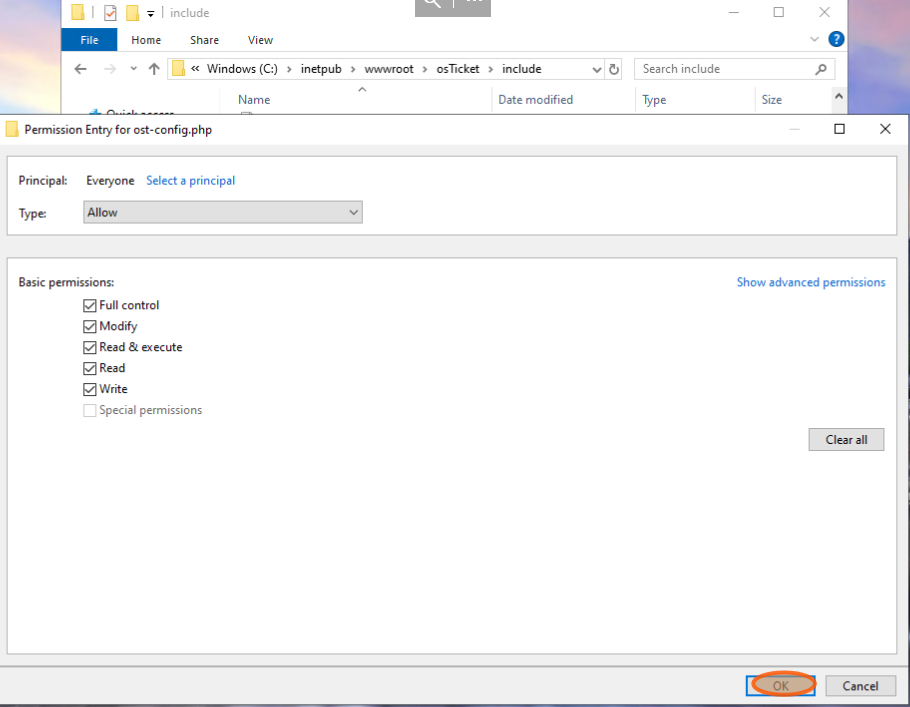 include
File Home Share View
« Windows (C:) › inetpub › wwwroot › osTicket › include Search include
Name Date modified Type Size
Quick access
Permission Entry for ost-config.php
Principal: Everyone Select a principal
Type: Allow
Basic permissions: Show advanced permissions
Full control
Modify
Read & execute
Read
Write
Special permissions
Clear all
OK Cancel